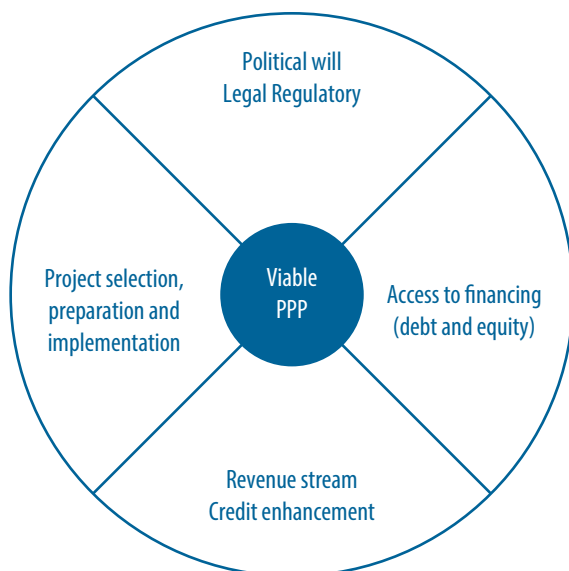 Political will
Legal Regulatory
Project selection,
preparation and
implementation
Viable
PPP
Access to financing
(debt and equity)
Revenue stream
Credit enhancement